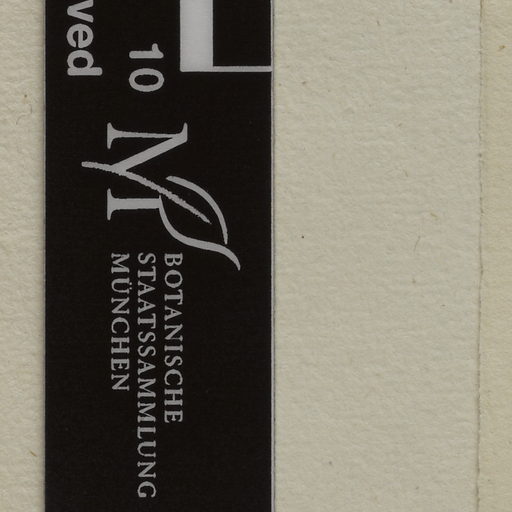 ved
10
BOTANISCHE
STAATSSAMMLUNG
MÜNCHEN